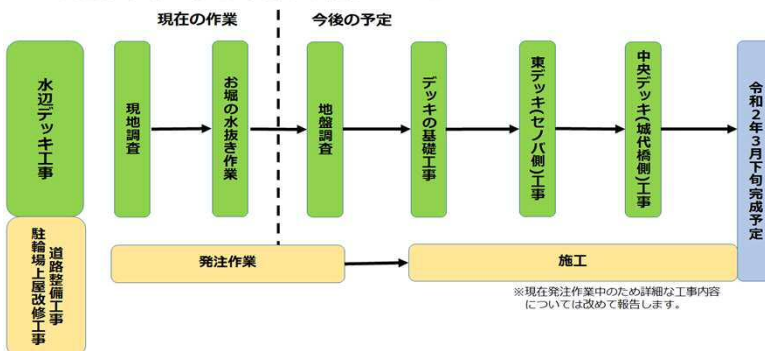 現在の作業
今後の予定
水辺デッキ工事
現地調査
お堀の水抜き作業
地盤調査
デッキの基礎工事
東デッキ(セノバ側)工事
中央デッキ(城代橋側)工事
令和2年3月下旬完成予定
道路整備工事
駐輪場上屋改修工事
発注作業
施工
※現在発注作業中のため詳細な工事内容
については改めて報告します。